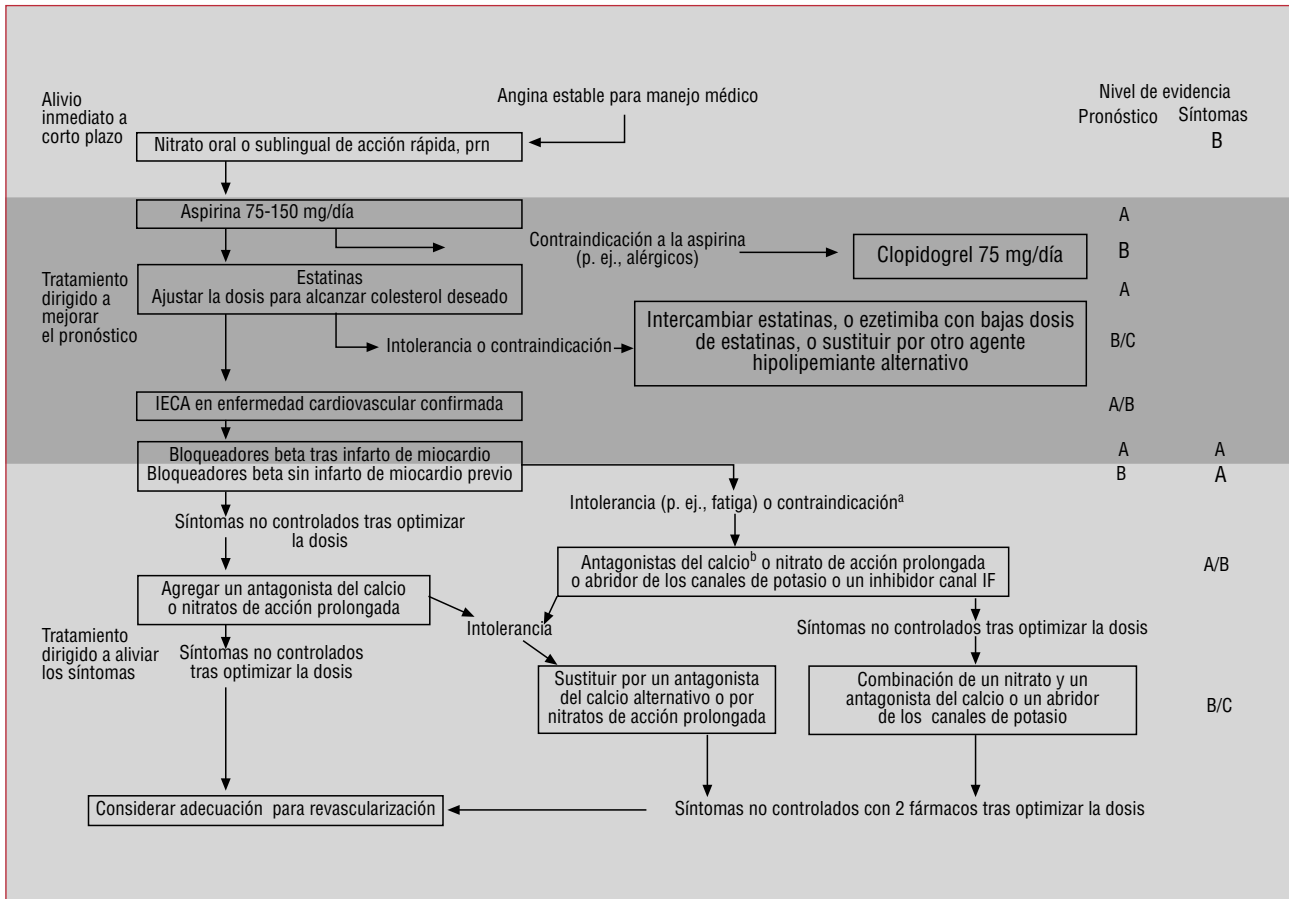 Alivio
inmediato a
corto plazo
Angina estable para manejo médico
Nivel de evidencia
Pronóstico Síntomas
Nitrato oral o sublingual de acción rápida, prn
B
Aspirina 75-150 mg/día
A
Contraindicación a la aspirina
(p. ej., alérgicos)
Clopidogrel 75 mg/día
B
Tratamiento
dirigido a
mejorar
el pronóstico
Estatinas
Ajustar la dosis para alcanzar colesterol deseado
A
Intolerancia o contraindicación
Intercambiar estatinas, o ezetimiba con bajas dosis
de estatinas, o sustituir por otro agente
hipolipemiante alternativo
B/C
IECA en enfermedad cardiovascular confirmada
A/B
Bloqueadores beta tras infarto de miocardio
A A
Bloqueadores beta sin infarto de miocardio previo
B A
Intolerancia (p. ej., fatiga) o contraindicaciónª
Síntomas no controlados tras optimizar
la dosis
Antagonistas del calcioᵇ o nitrato de acción prolongada
o abridor de los canales de potasio o un inhibidor canal IF
A/B
Agregar un antagonista del calcio
o nitratos de acción prolongada
Intolerancia
Síntomas no controlados tras optimizar la dosis
Tratamiento
dirigido a aliviar
los síntomas
Síntomas no controlados
tras optimizar la dosis
Sustituir por un antagonista
del calcio alternativo o por
nitratos de acción prolongada
Combinación de un nitrato y un
antagonista del calcio o un abridor
de los canales de potasio
B/C
Considerar adecuación para revascularización
Síntomas no controlados con 2 fármacos tras optimizar la dosis